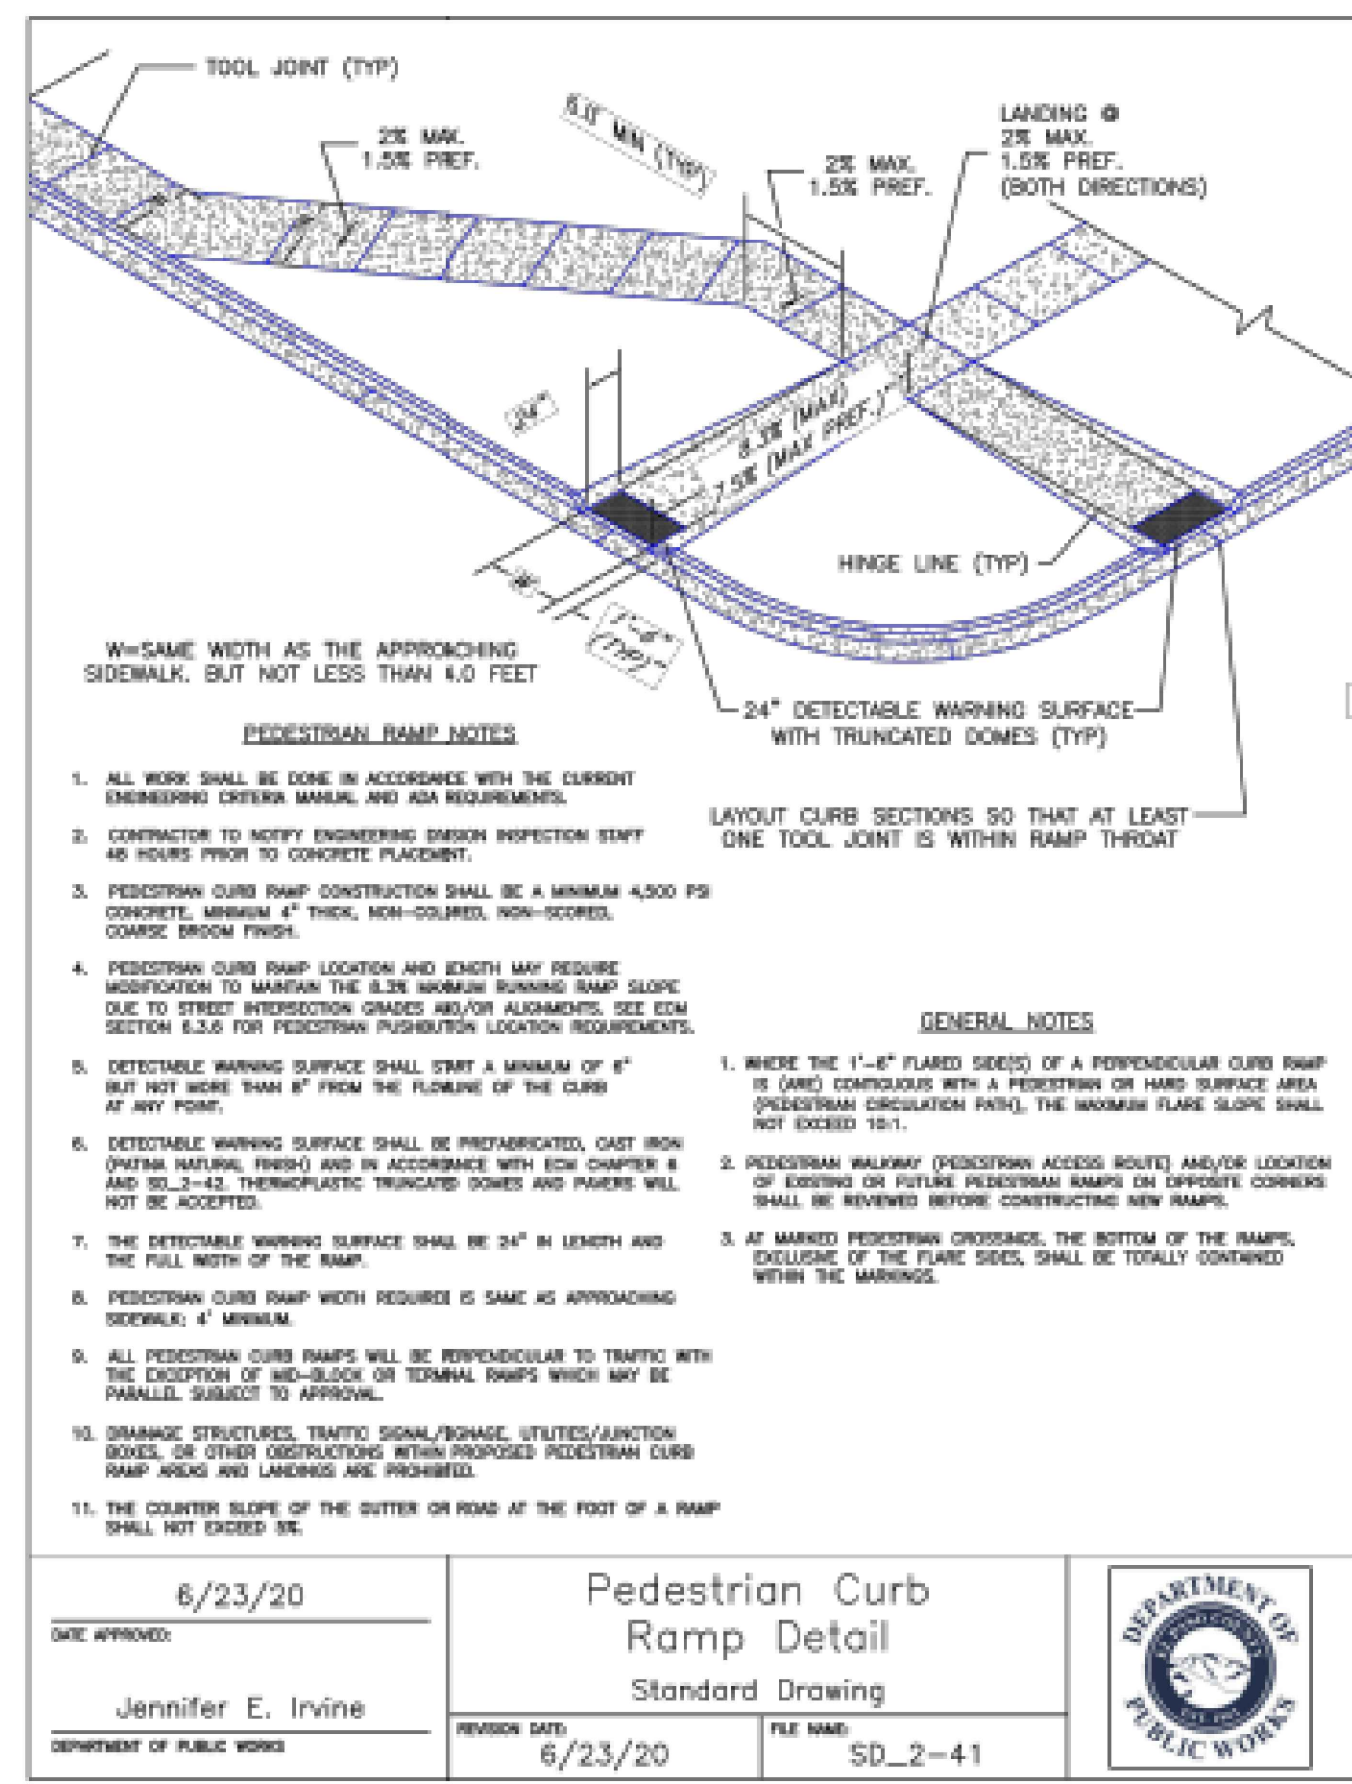 TOOL JOINT (TYP)
2% MAX.
1.5% PREF.
5.0' MIN (TYP)
2% MAX.
1.5% PREF.
LANDING @
2% MAX.
1.5% PREF.
(BOTH DIRECTIONS)
24"
8.3% (MAX)
7.5% (MAX PREF.)
HINGE LINE (TYP)
1'-6"
(TYP)
W=SAME WIDTH AS THE APPROACHING
SIDEWALK. BUT NOT LESS THAN 4.0 FEET
24" DETECTABLE WARNING SURFACE
WITH TRUNCATED DOMES (TYP)
LAYOUT CURB SECTIONS SO THAT AT LEAST
ONE TOOL JOINT IS WITHIN RAMP THROAT
PEDESTRIAN RAMP NOTES
1. ALL WORK SHALL BE DONE IN ACCORDANCE WITH THE CURRENT
ENGINEERING CRITERIA MANUAL AND ADA REQUIREMENTS.
2. CONTRACTOR TO NOTIFY ENGINEERING DIVISION INSPECTION STAFF
48 HOURS PRIOR TO CONCRETE PLACEMENT.
3. PEDESTRIAN CURB RAMP CONSTRUCTION SHALL BE A MINIMUM 4,500 PSI
CONCRETE, MINIMUM 4" THICK, NON-COLORED, NON-SCORED,
COARSE BROOM FINISH.
4. PEDESTRIAN CURB RAMP LOCATION AND LENGTH MAY REQUIRE
MODIFICATION TO MAINTAIN THE 8.3% MAXIMUM RUNNING RAMP SLOPE
DUE TO STREET INTERSECTION GRADES AND/OR ALIGNMENTS. SEE ECM
SECTION 6.3.6 FOR PEDESTRIAN PUSHBUTTON LOCATION REQUIREMENTS.
5. DETECTABLE WARNING SURFACE SHALL START A MINIMUM OF 6"
BUT NOT MORE THAN 8" FROM THE FLOWLINE OF THE CURB
AT ANY POINT.
6. DETECTABLE WARNING SURFACE SHALL BE PREFABRICATED, CAST IRON
(PATINA NATURAL FINISH) AND IN ACCORDANCE WITH ECM CHAPTER 6
AND SD_2-42. THERMOPLASTIC TRUNCATED DOMES AND PAVERS WILL
NOT BE ACCEPTED.
7. THE DETECTABLE WARNING SURFACE SHALL BE 24" IN LENGTH AND
THE FULL WIDTH OF THE RAMP.
8. PEDESTRIAN CURB RAMP WIDTH REQUIRED IS SAME AS APPROACHING
SIDEWALK; 4' MINIMUM.
9. ALL PEDESTRIAN CURB RAMPS WILL BE PERPENDICULAR TO TRAFFIC WITH
THE EXCEPTION OF MID-BLOCK OR TERMINAL RAMPS WHICH MAY BE
PARALLEL SUBJECT TO APPROVAL.
10. DRAINAGE STRUCTURES, TRAFFIC SIGNAL/SIGNAGE, UTILITIES/JUNCTION
BOXES, OR OTHER OBSTRUCTIONS WITHIN PROPOSED PEDESTRIAN CURB
RAMP AREAS AND LANDINGS ARE PROHIBITED.
11. THE COUNTER SLOPE OF THE GUTTER OR ROAD AT THE FOOT OF A RAMP
SHALL NOT EXCEED 5%.
GENERAL NOTES
1. WHERE THE 1'-6" FLARED SIDE(S) OF A PERPENDICULAR CURB RAMP
IS (ARE) CONTIGUOUS WITH A PEDESTRIAN OR HARD SURFACE AREA
(PEDESTRIAN CIRCULATION PATH), THE MAXIMUM FLARE SLOPE SHALL
NOT EXCEED 10:1.
2. PEDESTRIAN WALKWAY (PEDESTRIAN ACCESS ROUTE) AND/OR LOCATION
OF EXISTING OR FUTURE PEDESTRIAN RAMPS ON OPPOSITE CORNERS
SHALL BE REVIEWED BEFORE CONSTRUCTING NEW RAMPS.
3. AT MARKED PEDESTRIAN CROSSINGS, THE BOTTOM OF THE RAMPS,
EXCLUSIVE OF THE FLARE SIDES, SHALL BE TOTALLY CONTAINED
WITHIN THE MARKINGS.
6/23/20
DATE APPROVED:
Jennifer E. Irvine
DEPARTMENT OF PUBLIC WORKS
Pedestrian Curb
Ramp Detail
Standard Drawing
REVISION DATE:
6/23/20
FILE NAME:
SD_2-41
DEPARTMENT OF
PUBLIC WORKS